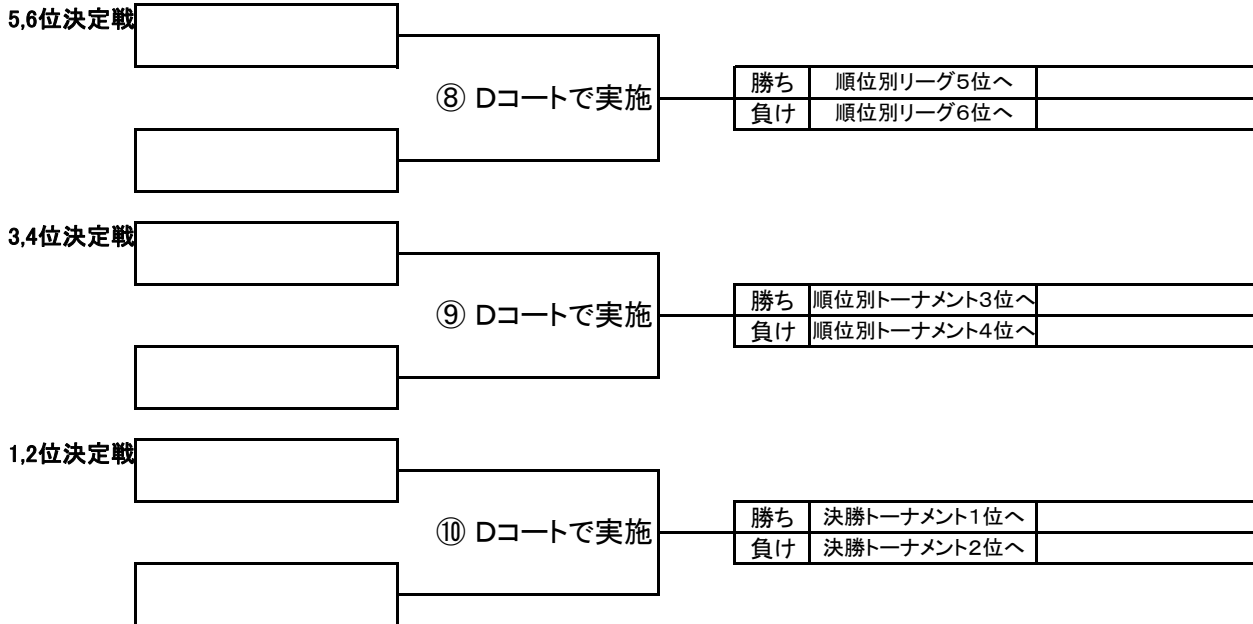 5,6位決定戦
⑧ Dコートで実施
勝ち 順位別リーグ5位へ
負け 順位別リーグ6位へ
3,4位決定戦
⑨ Dコートで実施
勝ち 順位別トーナメント3位へ
負け 順位別トーナメント4位へ
1,2位決定戦
⑩ Dコートで実施
勝ち 決勝トーナメント1位へ
負け 決勝トーナメント2位へ